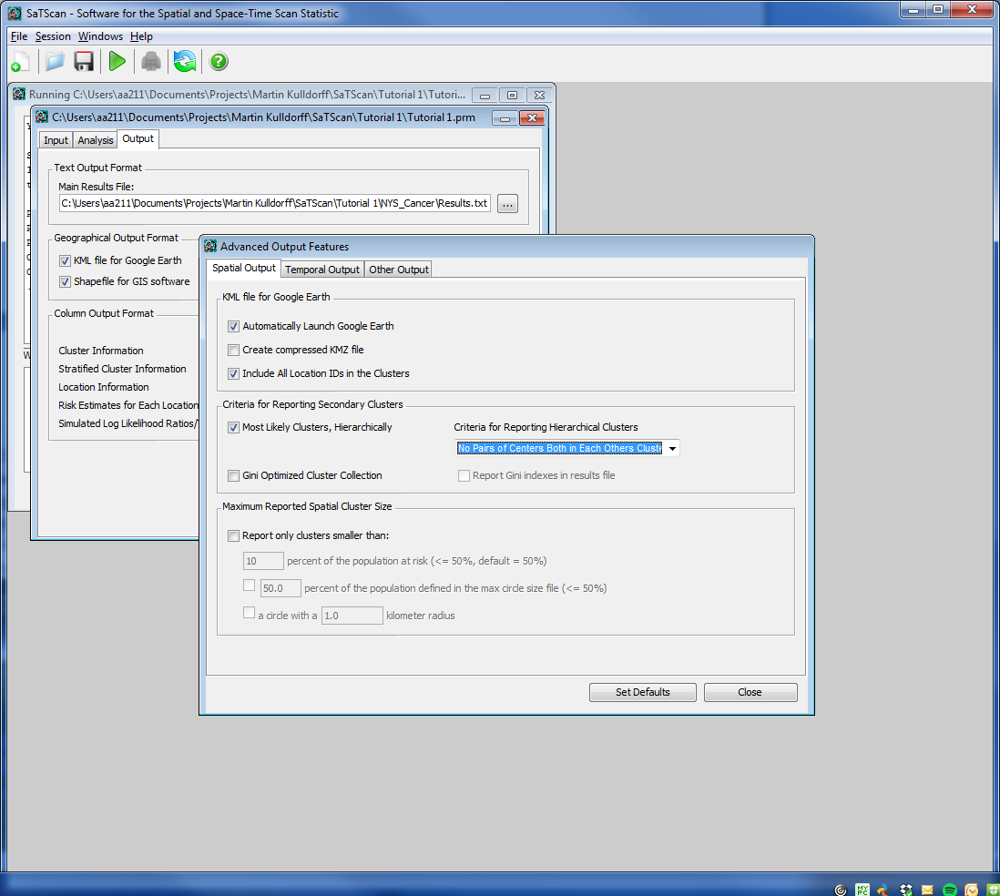 SaTScan - Software for the Spatial and Space-Time Scan Statistic
File Session Windows Help
Running C:\Users\aa211\Documents\Projects\Martin Kulldorff\SaTScan\Tutorial 1\Tutori...
C:\Users\aa211\Documents\Projects\Martin Kulldorff\SaTScan\Tutorial 1\Tutorial 1.prm
Input Analysis Output
Text Output Format
Main Results File:
C:\Users\aa211\Documents\Projects\Martin Kulldorff\SaTScan\Tutorial 1\NYS_Cancer\Results.txt ...
Geographical Output Format
KML file for Google Earth
Shapefile for GIS software
Column Output Format
Cluster Information
Stratified Cluster Information
Location Information
Risk Estimates for Each Location
Simulated Log Likelihood Ratios/
Advanced Output Features
Spatial Output Temporal Output Other Output
KML file for Google Earth
Automatically Launch Google Earth
Create compressed KMZ file
Include All Location IDs in the Clusters
Criteria for Reporting Secondary Clusters
Most Likely Clusters, Hierarchically
Criteria for Reporting Hierarchical Clusters
No Pairs of Centers Both in Each Others Cluste
Gini Optimized Cluster Collection
Report Gini indexes in results file
Maximum Reported Spatial Cluster Size
Report only clusters smaller than:
10 percent of the population at risk (<= 50%, default = 50%)
50.0 percent of the population defined in the max circle size file (<= 50%)
a circle with a 1.0 kilometer radius
Set Defaults Close
MY PC